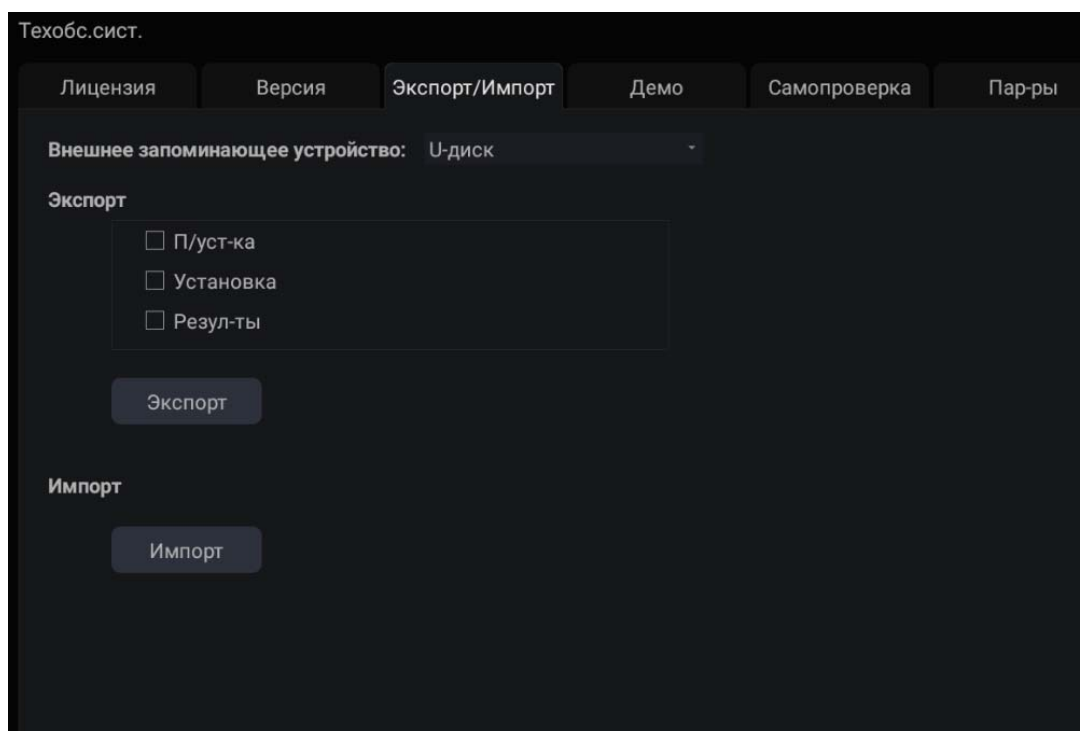 Техобс.сист.
Лицензия Версия Экспорт/Импорт Демо Самопроверка Пар-ры
Внешнее запоминающее устройство: U-диск
Экспорт
П/уст-ка
Установка
Резул-ты
Экспорт
Импорт
Импорт